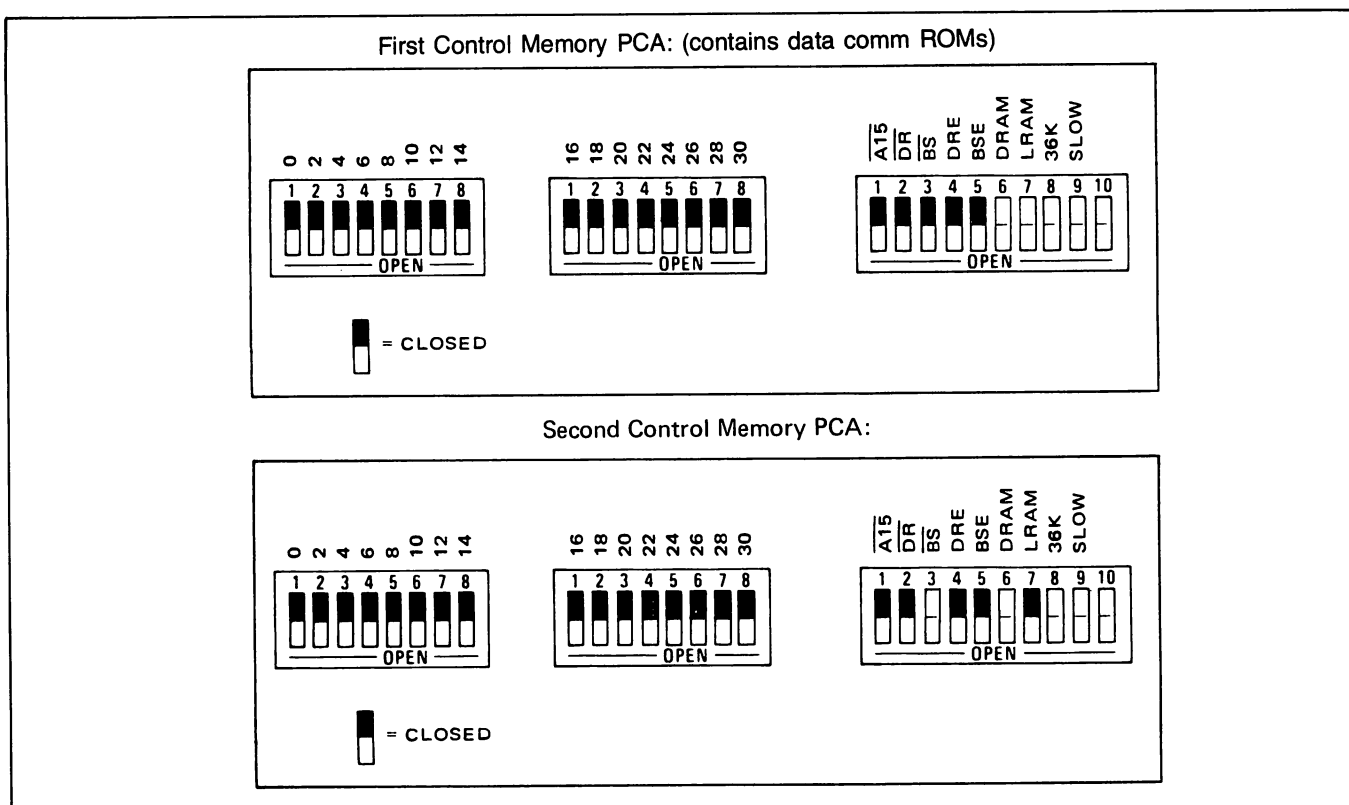 First Control Memory PCA: (contains data comm ROMs)
0 2 4 6 8 10 12 14
16 18 20 22 24 26 28 30
A15 DR BS DRE BSE DRAM LRAM 36K SLOW
1 2 3 4 5 6 7 8
1 2 3 4 5 6 7 8
1 2 3 4 5 6 7 8 9 10
OPEN
OPEN
OPEN
= CLOSED
Second Control Memory PCA:
0 2 4 6 8 10 12 14
16 18 20 22 24 26 28 30
A15 DR BS DRE BSE DRAM LRAM 36K SLOW
1 2 3 4 5 6 7 8
1 2 3 4 5 6 7 8
1 2 3 4 5 6 7 8 9 10
OPEN
OPEN
OPEN
= CLOSED